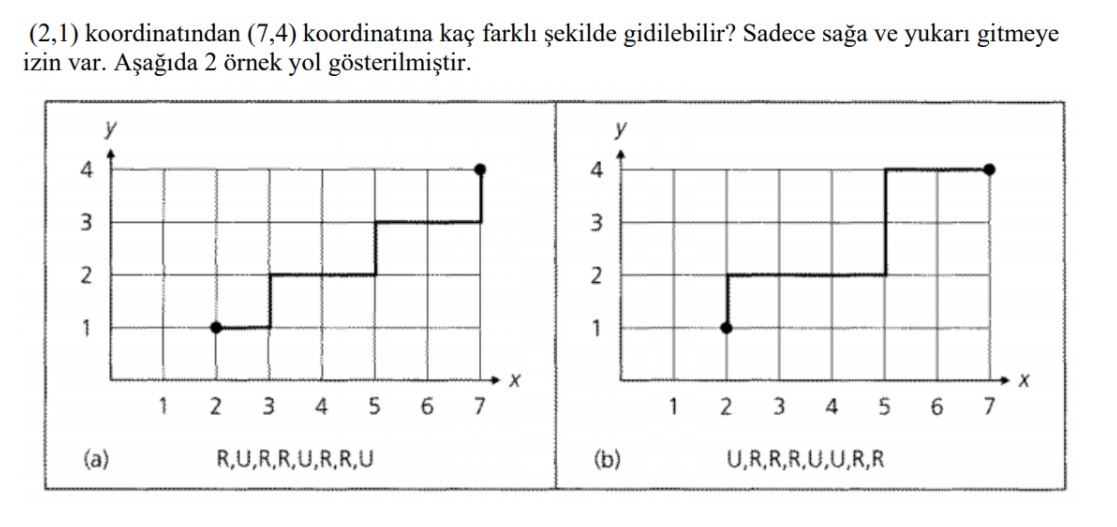 (2,1) koordinatından (7,4) koordinatına kaç farklı şekilde gidilebilir? Sadece sağa ve yukarı gitmeye
izin var. Aşağıda 2 örnek yol gösterilmiştir.
y
4
3
2
1
x
1 2 3 4 5 6 7
(a) R,U,R,R,U,R,R,U
y
4
3
2
1
x
1 2 3 4 5 6 7
(b) U,R,R,R,U,U,R,R